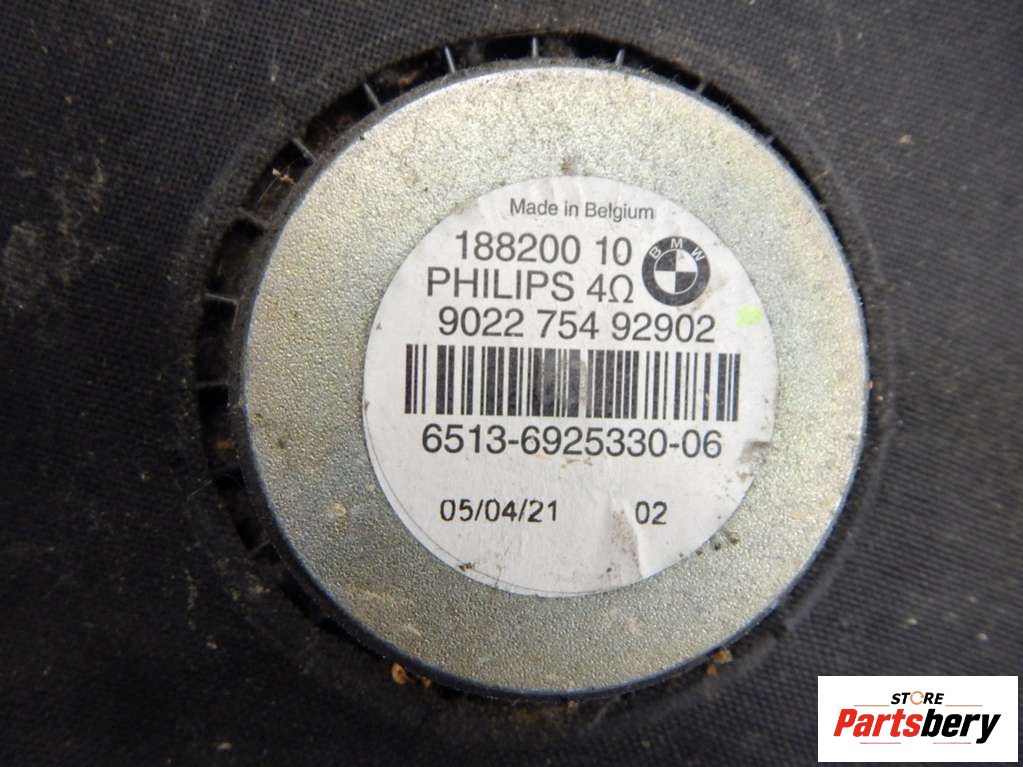 Made in Belgium
188200 10
BMW
PHILIPS 4Ω
9022 754 92902
6513-6925330-06
05/04/21 02
STORE
Partsbery